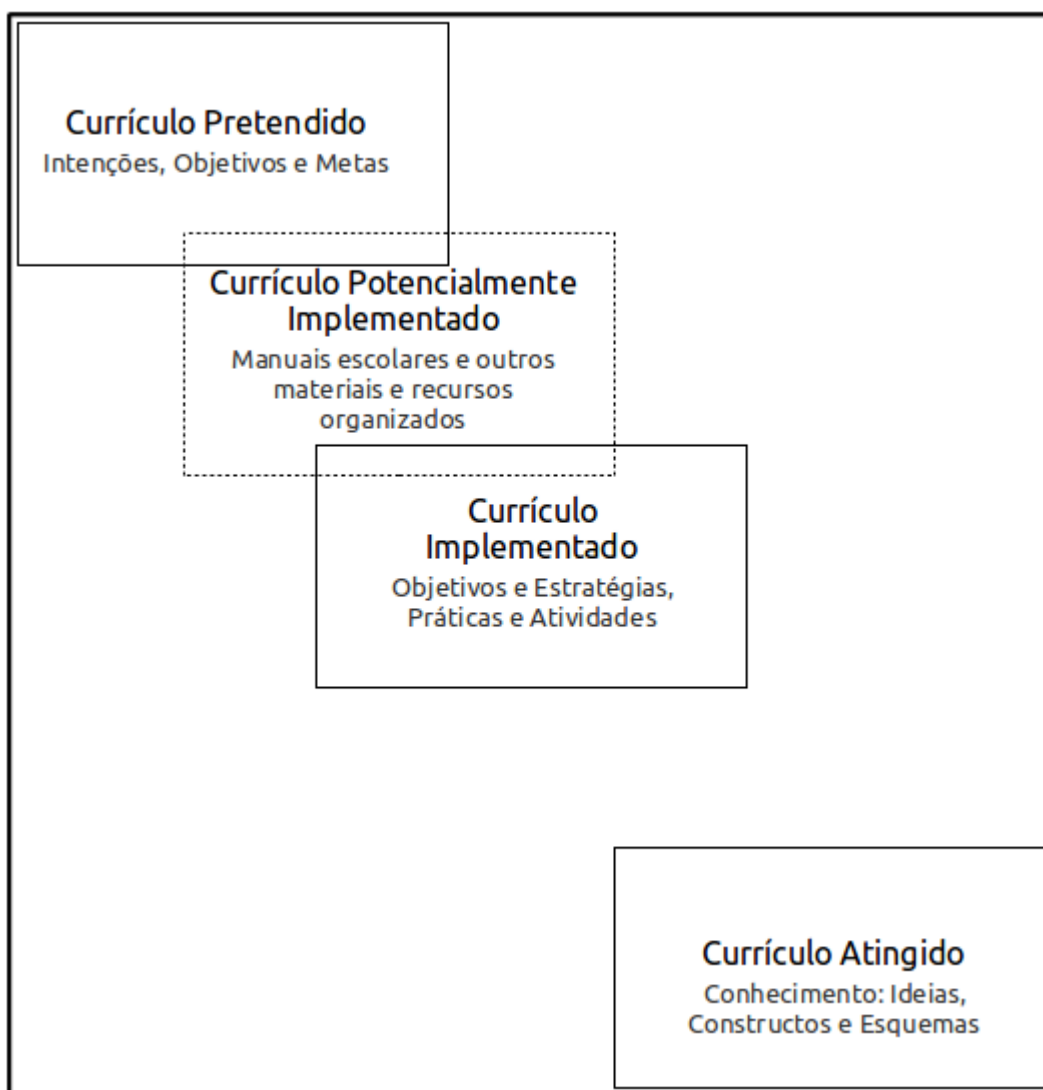 Currículo Pretendido
Intenções, Objetivos e Metas
Currículo Potencialmente
Implementado
Manuais escolares e outros
materiais e recursos
organizados
Currículo
Implementado
Objetivos e Estratégias,
Práticas e Atividades
Currículo Atingido
Conhecimento: Ideias,
Constructos e Esquemas